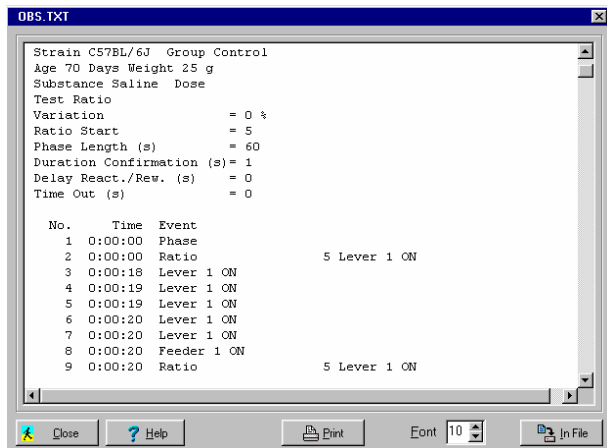 OBS.TXT
Strain C57BL/6J  Group Control
Age 70 Days Weight 25 g
Substance Saline  Dose
Test Ratio
Variation = 0 %
Ratio Start = 5
Phase Length (s) = 60
Duration Confirmation (s)= 1
Delay React./Rew. (s) = 0
Time Out (s) = 0
No. Time Event
1 0:00:00 Phase
2 0:00:00 Ratio 5 Lever 1 ON
3 0:00:18 Lever 1 ON
4 0:00:19 Lever 1 ON
5 0:00:19 Lever 1 ON
6 0:00:20 Lever 1 ON
7 0:00:20 Lever 1 ON
8 0:00:20 Feeder 1 ON
9 0:00:20 Ratio 5 Lever 1 ON
Close Help Print Font 10 In File